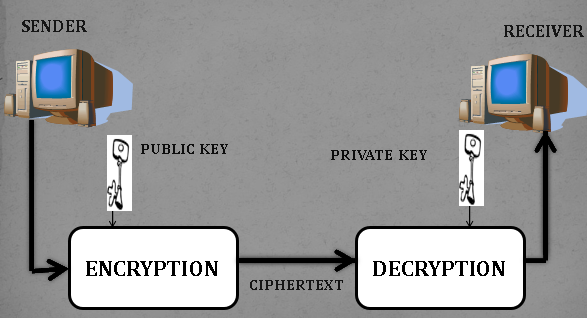 SENDER
RECEIVER
PUBLIC KEY
PRIVATE KEY
ENCRYPTION
CIPHERTEXT
DECRYPTION